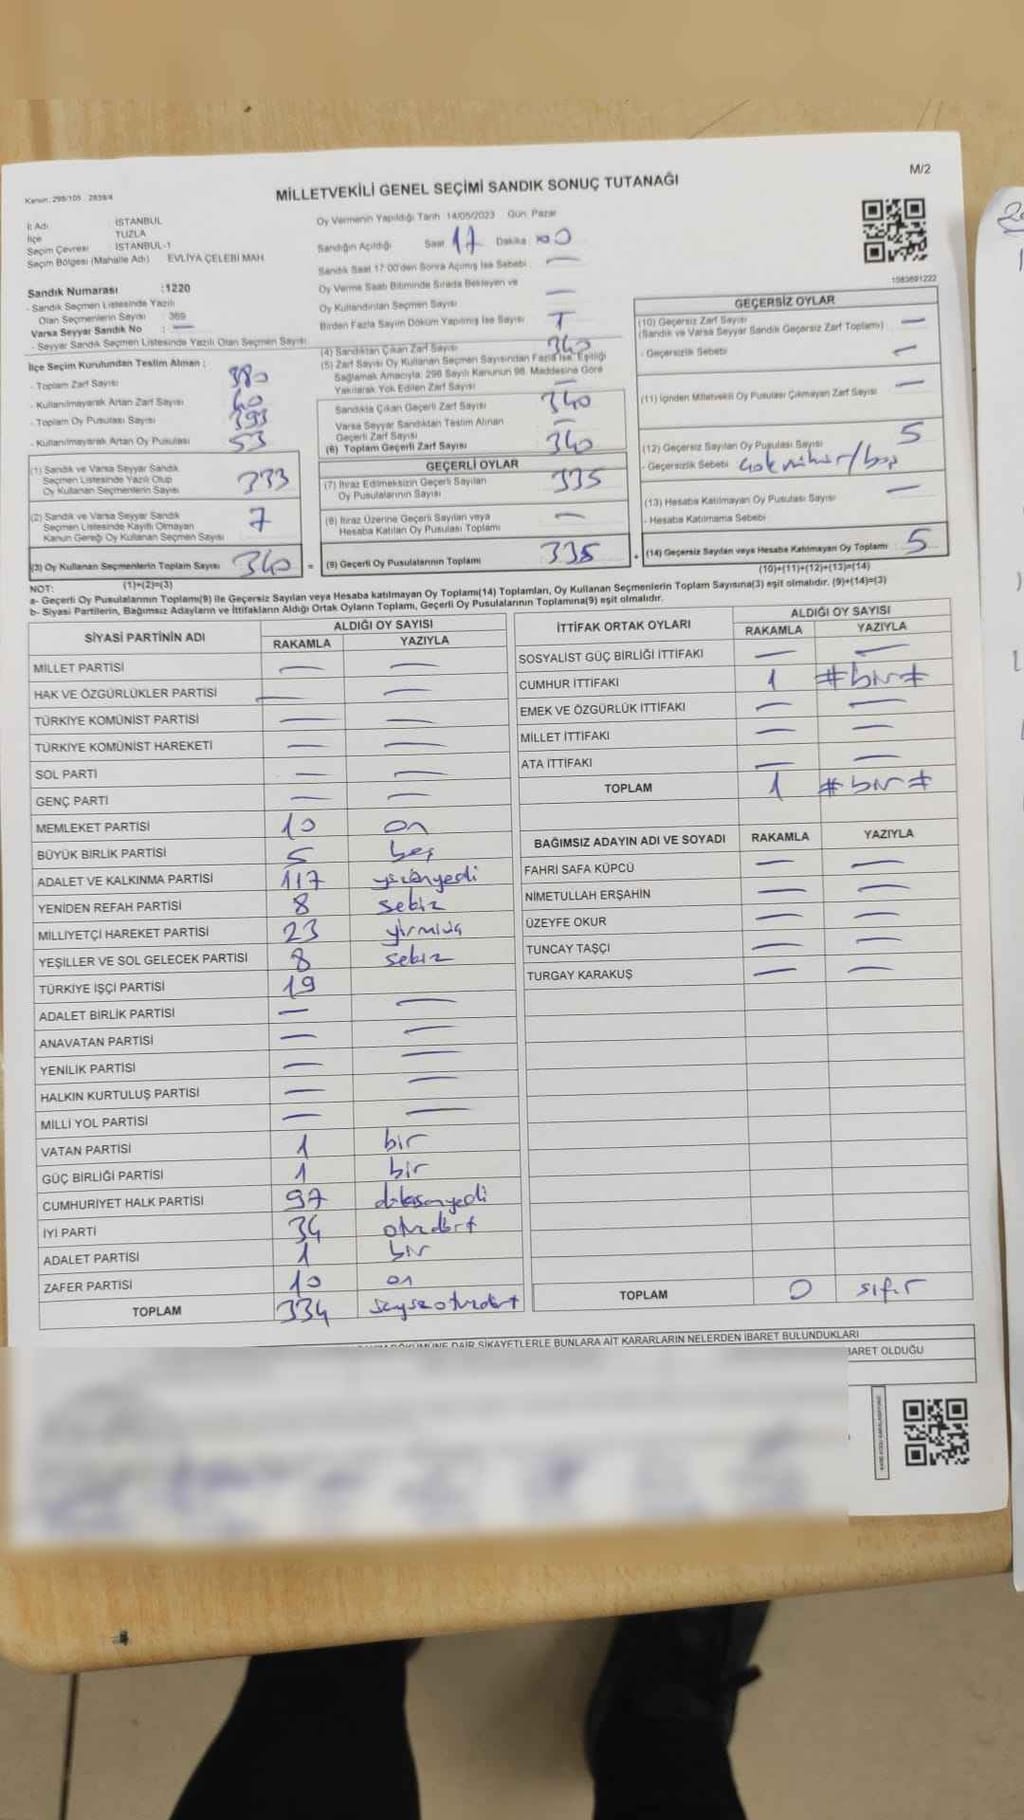 M/2
Kanun: 298/105 2839/4
MİLLETVEKİLİ GENEL SEÇİMİ SANDIK SONUÇ TUTANAĞI
İl Adı İSTANBUL
İlçe TUZLA
Seçim Çevresi İSTANBUL-1
Seçim Bölgesi (Mahalle Adı) EVLİYA ÇELEBİ MAH.
Sandık Numarası :1220
- Sandık Seçmen Listesinde Yazılı
Olan Seçmenlerin Sayısı 369
Varsa Seyyar Sandık No : —
- Seyyar Sandık Seçmen Listesinde Yazılı Olan Seçmen Sayısı
Oy Vermenin Yapıldığı Tarih 14/05/2023 Gün: Pazar
Sandığın Açıldığı Saat 17 Dakika
Sandık Saat 17:00'den Sonra Açılmış İse Sebebi : —
Oy Verme Saati Bitiminde Sırada Bekleyen ve
Oy Kullandırılan Seçmen Sayısı —
Birden Fazla Sayım Döküm Yapılmış İse Sayısı
1583691222
İlçe Seçim Kurulundan Teslim Alınan :
- Toplam Zarf Sayısı 380
- Kullanılmayarak Artan Zarf Sayısı 40
- Toplam Oy Pusulası Sayısı 393
- Kullanılmayarak Artan Oy Pusulası 53
(1) Sandık ve Varsa Seyyar Sandık
Seçmen Listesinde Yazılı Olup
Oy Kullanan Seçmenlerin Sayısı 333
(2) Sandık ve Varsa Seyyar Sandık
Seçmen Listesinde Kayıtlı Olmayan
Kanun Gereği Oy Kullanan Seçmen Sayısı 7
(3) Oy Kullanan Seçmenlerin Toplam Sayısı 340 =
(1)+(2)=(3)
(4) Sandıktan Çıkan Zarf Sayısı 340
(5) Zarf Sayısı Oy Kullanan Seçmen Sayısından Fazla İse, Eşitliği
Sağlamak Amacıyla; 298 Sayılı Kanunun 98. Maddesine Göre
Yakılarak Yok Edilen Zarf Sayısı —
Sandıkta Çıkan Geçerli Zarf Sayısı 340
Varsa Seyyar Sandıktan Teslim Alınan
Geçerli Zarf Sayısı —
(6) Toplam Geçerli Zarf Sayısı 340
GEÇERLİ OYLAR
(7) İtiraz Edilmeksizin Geçerli Sayılan
Oy Pusulalarının Sayısı 335
(8) İtiraz Üzerine Geçerli Sayılan veya
Hesaba Katılan Oy Pusulası Toplamı —
(9) Geçerli Oy Pusulalarının Toplamı 335 +
GEÇERSİZ OYLAR
(10) Geçersiz Zarf Sayısı
(Sandık ve Varsa Seyyar Sandık Geçersiz Zarf Toplamı) —
- Geçersizlik Sebebi —
(11) İçinden Milletvekili Oy Pusulası Çıkmayan Zarf Sayısı —
(12) Geçersiz Sayılan Oy Pusulası Sayısı 5
- Geçersizlik Sebebi çok mühür/boş
(13) Hesaba Katılmayan Oy Pusulası Sayısı —
- Hesaba Katılmama Sebebi
(14) Geçersiz Sayılan veya Hesaba Katılmayan Oy Toplamı 5
(10)+(11)+(12)+(13)=(14)
NOT:
a- Geçerli Oy Pusulalarının Toplamı(9) ile Geçersiz Sayılan veya Hesaba katılmayan Oy Toplamı(14) Toplamları, Oy Kullanan Seçmenlerin Toplam Sayısına(3) eşit olmalıdır. (9)+(14)=(3)
b- Siyasi Partilerin, Bağımsız Adayların ve İttifakların Aldığı Ortak Oyların Toplamı, Geçerli Oy Pusulalarının Toplamına(9) eşit olmalıdır.
SİYASİ PARTİNİN ADI ALDIĞI OY SAYISI
RAKAMLA YAZIYLA
MİLLET PARTİSİ — —
HAK VE ÖZGÜRLÜKLER PARTİSİ — —
TÜRKİYE KOMÜNİST PARTİSİ — —
TÜRKİYE KOMÜNİST HAREKETİ — —
SOL PARTİ — —
GENÇ PARTİ — —
MEMLEKET PARTİSİ 10 on
BÜYÜK BİRLİK PARTİSİ 5 beş
ADALET VE KALKINMA PARTİSİ 117 yüzonyedi
YENİDEN REFAH PARTİSİ 8 sekiz
MİLLİYETÇİ HAREKET PARTİSİ 23 yirmiüç
YEŞİLLER VE SOL GELECEK PARTİSİ 8 sekiz
TÜRKİYE İŞÇİ PARTİSİ 19
ADALET BİRLİK PARTİSİ — —
ANAVATAN PARTİSİ — —
YENİLİK PARTİSİ — —
HALKIN KURTULUŞ PARTİSİ — —
MİLLİ YOL PARTİSİ — —
VATAN PARTİSİ 1 bir
GÜÇ BİRLİĞİ PARTİSİ 1 bir
CUMHURİYET HALK PARTİSİ 97 doksanyedi
İYİ PARTİ 34 otuzdört
ADALET PARTİSİ 1 bir
ZAFER PARTİSİ 10 on
TOPLAM 334
İTTİFAK ORTAK OYLARI ALDIĞI OY SAYISI
RAKAMLA YAZIYLA
SOSYALİST GÜÇ BİRLİĞİ İTTİFAKI — —
CUMHUR İTTİFAKI 1 #bir#
EMEK VE ÖZGÜRLÜK İTTİFAKI — —
MİLLET İTTİFAKI — —
ATA İTTİFAKI — —
TOPLAM 1 #bir#
BAĞIMSIZ ADAYIN ADI VE SOYADI RAKAMLA YAZIYLA
FAHRİ SAFA KÜPCÜ — —
NİMETULLAH ERŞAHİN — —
ÜZEYFE OKUR — —
TUNCAY TAŞÇI — —
TURGAY KARAKUŞ — —
TOPLAM 0 sıfır
DAİR ŞİKAYETLERLE BUNLARA AİT KARARLARIN NELERDEN İBARET BULUNDUKLARI
İBARET OLDUĞU